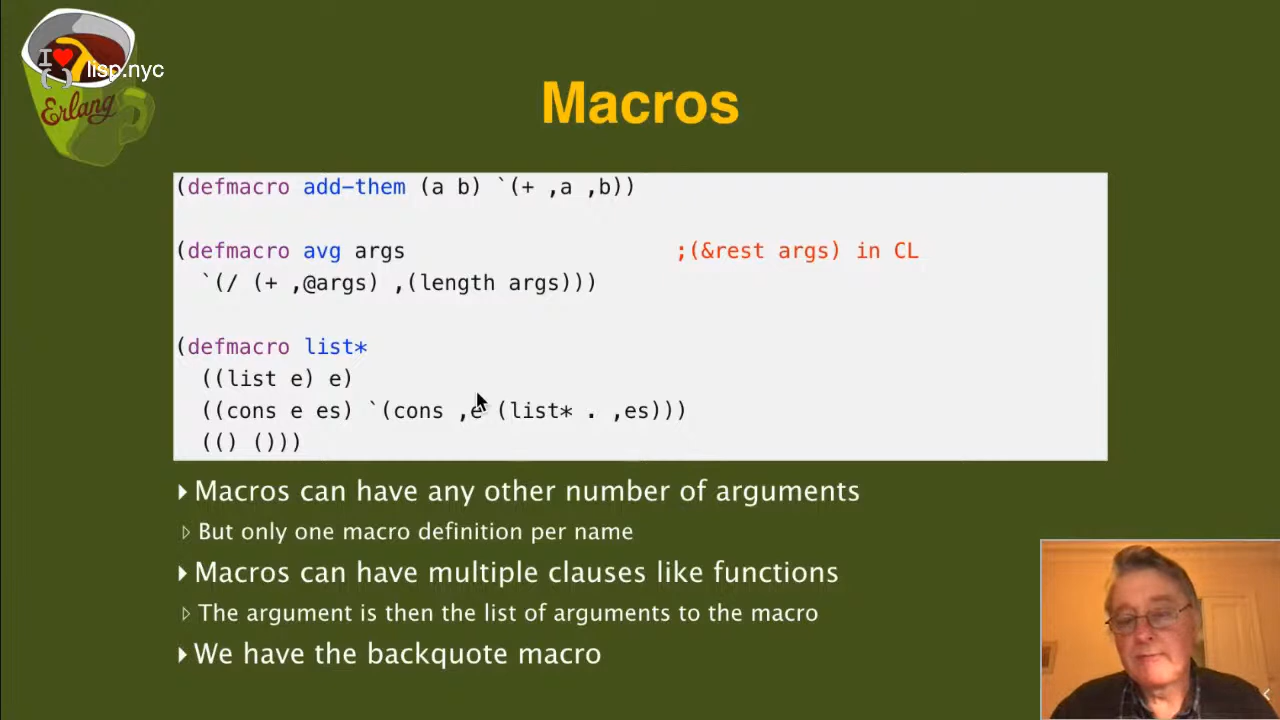 I ❤ lisp.nyc
( )
Erlang
Macros
(defmacro add-them (a b) `(+ ,a ,b))
(defmacro avg args ;(&rest args) in CL
`(/ (+ ,@args) ,(length args)))
(defmacro list*
((list e) e)
((cons e es) `(cons ,e (list* . ,es)))
(() ()))
Macros can have any other number of arguments
But only one macro definition per name
Macros can have multiple clauses like functions
The argument is then the list of arguments to the macro
We have the backquote macro